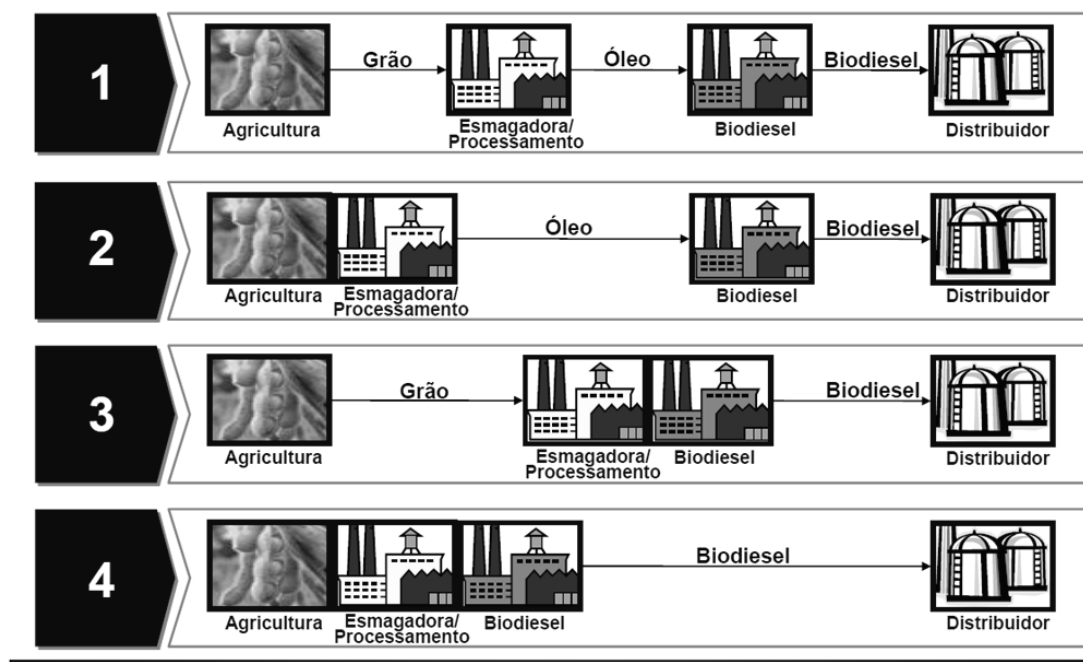 1
Grão
Óleo
Biodiesel
Agricultura
Esmagadora/
Processamento
Biodiesel
Distribuidor
2
Óleo
Biodiesel
Agricultura
Esmagadora/
Processamento
Biodiesel
Distribuidor
3
Grão
Biodiesel
Agricultura
Esmagadora/
Processamento
Biodiesel
Distribuidor
4
Biodiesel
Agricultura
Esmagadora/
Processamento
Biodiesel
Distribuidor